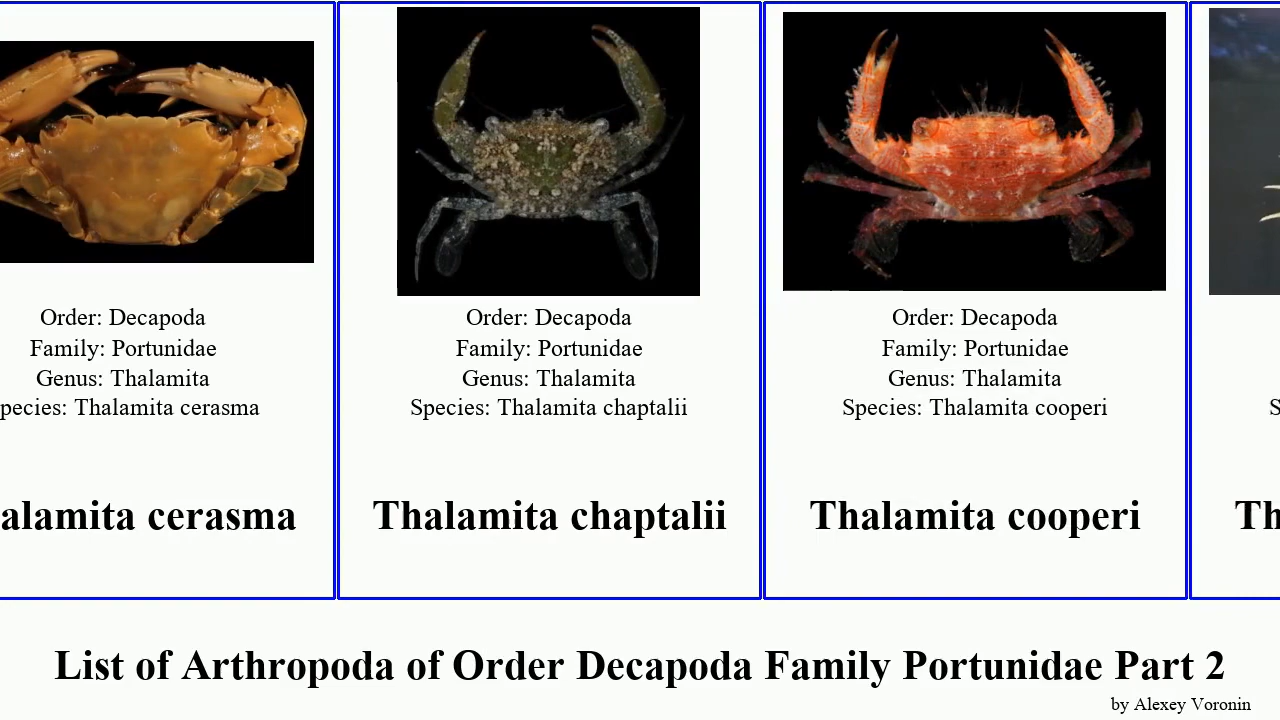 Order: Decapoda
Family: Portunidae
Genus: Thalamita
pecies: Thalamita cerasma
alamita cerasma
Order: Decapoda
Family: Portunidae
Genus: Thalamita
Species: Thalamita chaptalii
Thalamita chaptalii
Order: Decapoda
Family: Portunidae
Genus: Thalamita
Species: Thalamita cooperi
Thalamita cooperi
S
Th
List of Arthropoda of Order Decapoda Family Portunidae Part 2
by Alexey Voronin